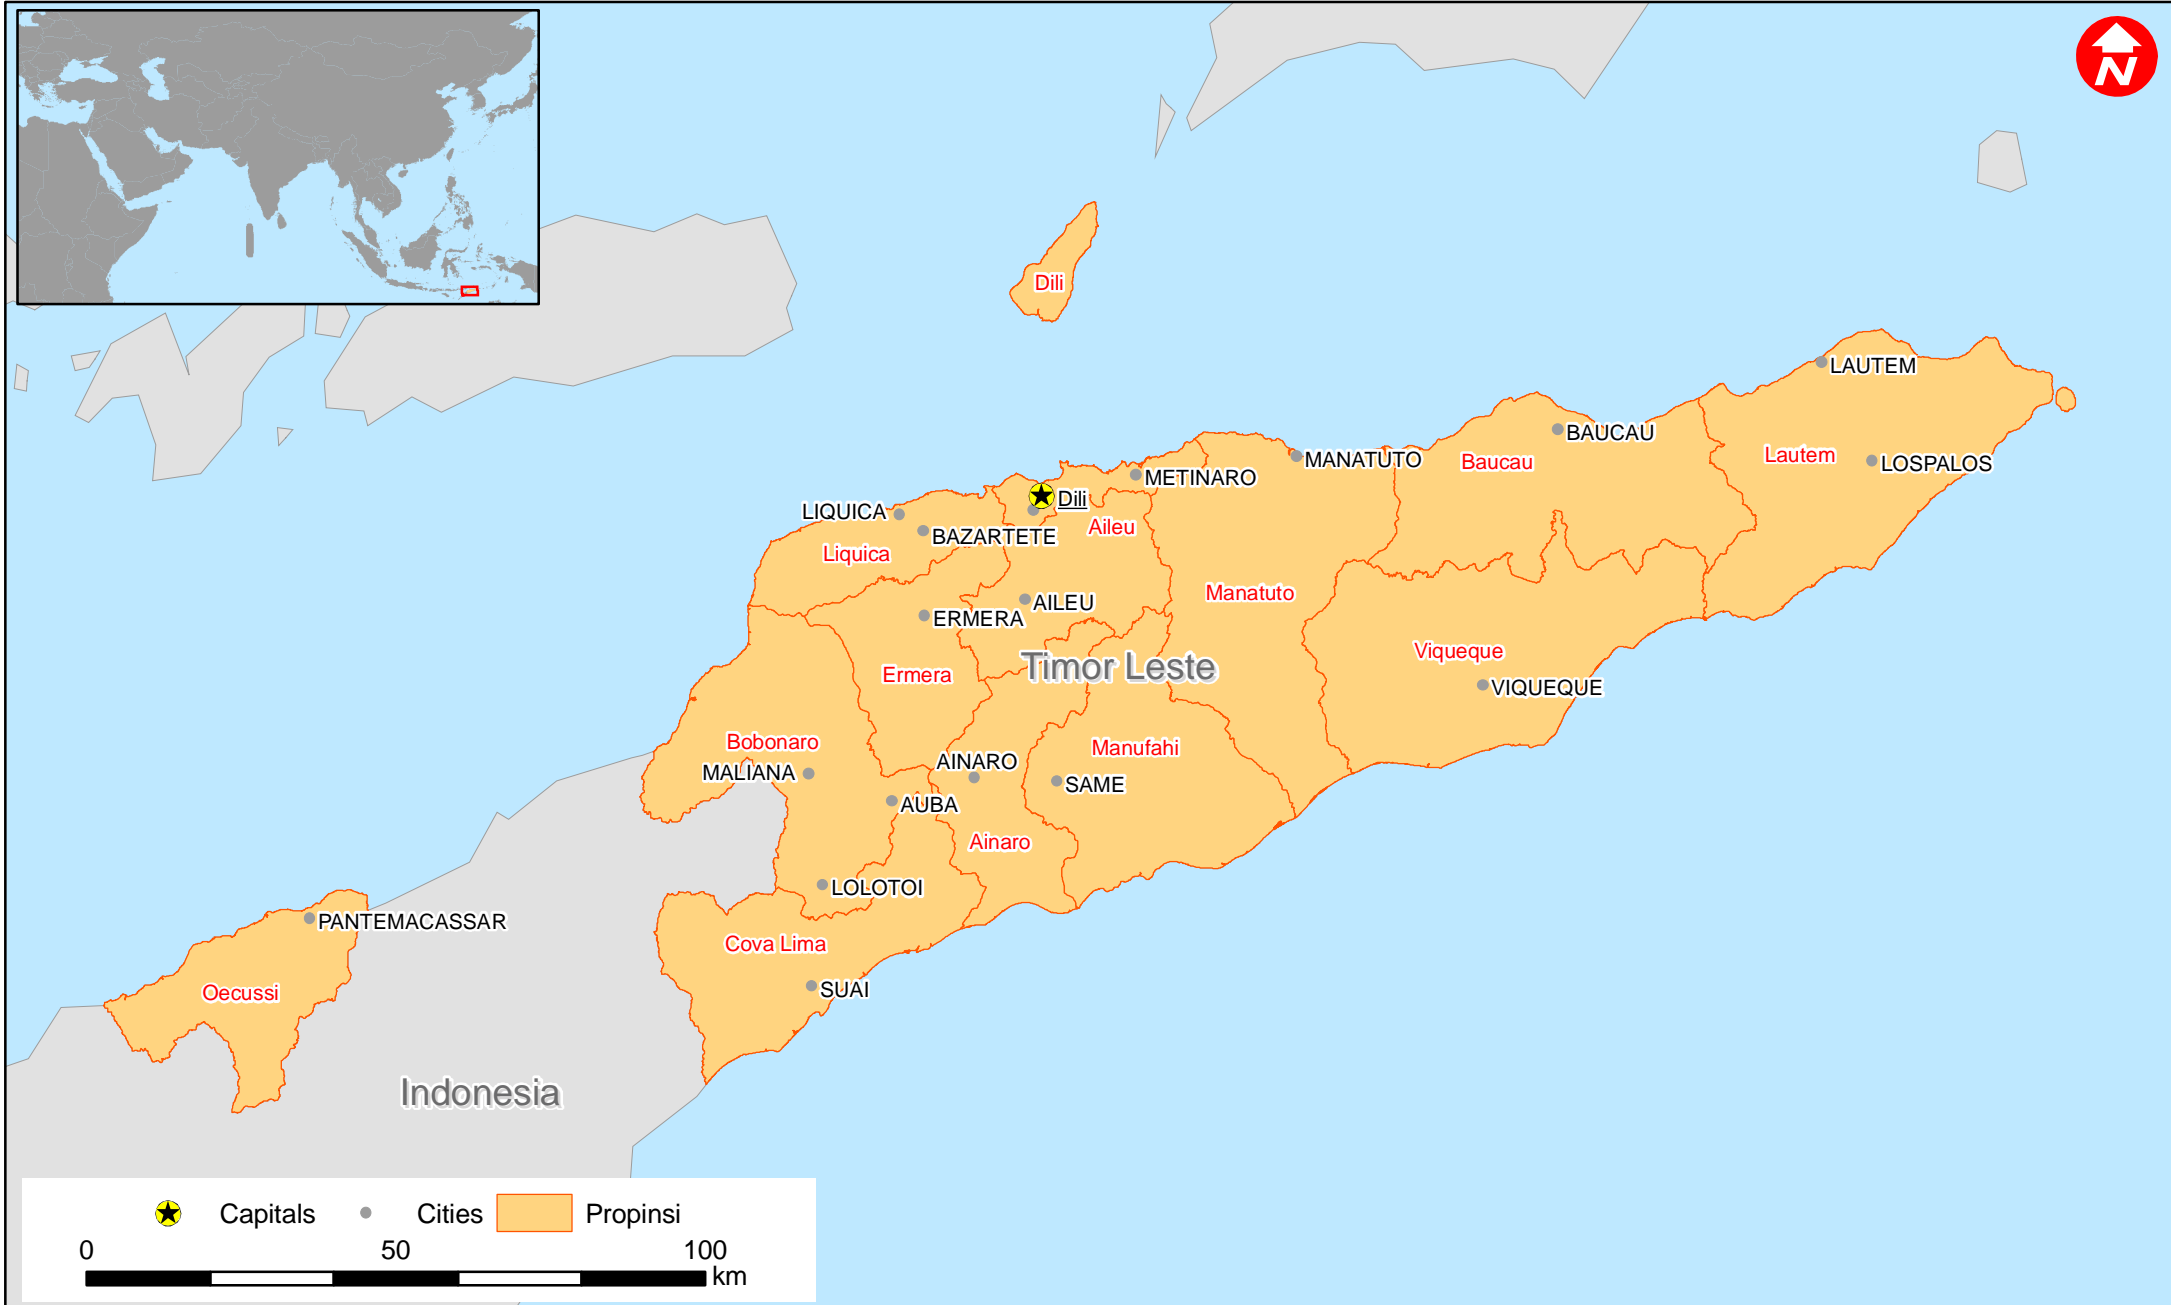 N
Dili
LAUTEM
BAUCAU
Lautem
MANATUTO
Baucau
LOSPALOS
METINARO
Dili
LIQUICA
Aileu
BAZARTETE
Liquica
Manatuto
AILEU
ERMERA
Viqueque
Timor Leste
Ermera
VIQUEQUE
Bobonaro
Manufahi
AINARO
MALIANA
SAME
AUBA
Ainaro
LOLOTOI
PANTEMACASSAR
Cova Lima
SUAI
Oecussi
Indonesia
Capitals
Cities
Propinsi
0 50 100
km